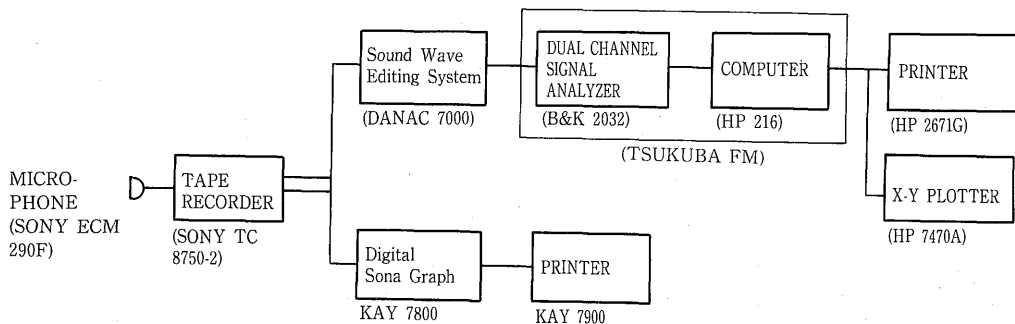 MICRO-
PHONE
(SONY ECM
290F)
TAPE
RECORDER
(SONY TC
8750-2)
Sound Wave
Editing System
(DANAC 7000)
DUAL CHANNEL
SIGNAL
ANALYZER
(B&K 2032)
COMPUTER
(HP 216)
(TSUKUBA FM)
PRINTER
(HP 2671G)
X-Y PLOTTER
(HP 7470A)
Digital
Sona Graph
KAY 7800
PRINTER
KAY 7900